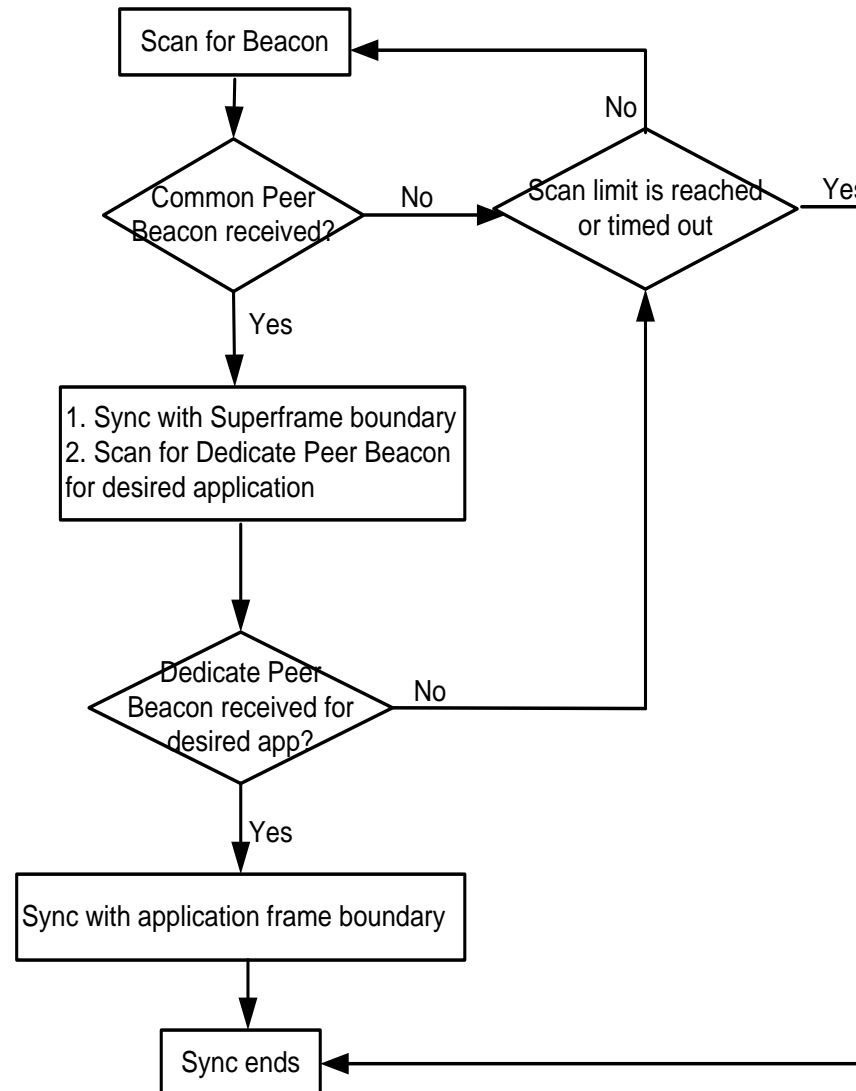 Scan for Beacon
No
Common Peer
Beacon received?
No
Scan limit is reached
or timed out
Yes
Yes
1. Sync with Superframe boundary
2. Scan for Dedicate Peer Beacon
for desired application
Dedicate Peer
Beacon received for
desired app?
No
Yes
Sync with application frame boundary
Sync ends